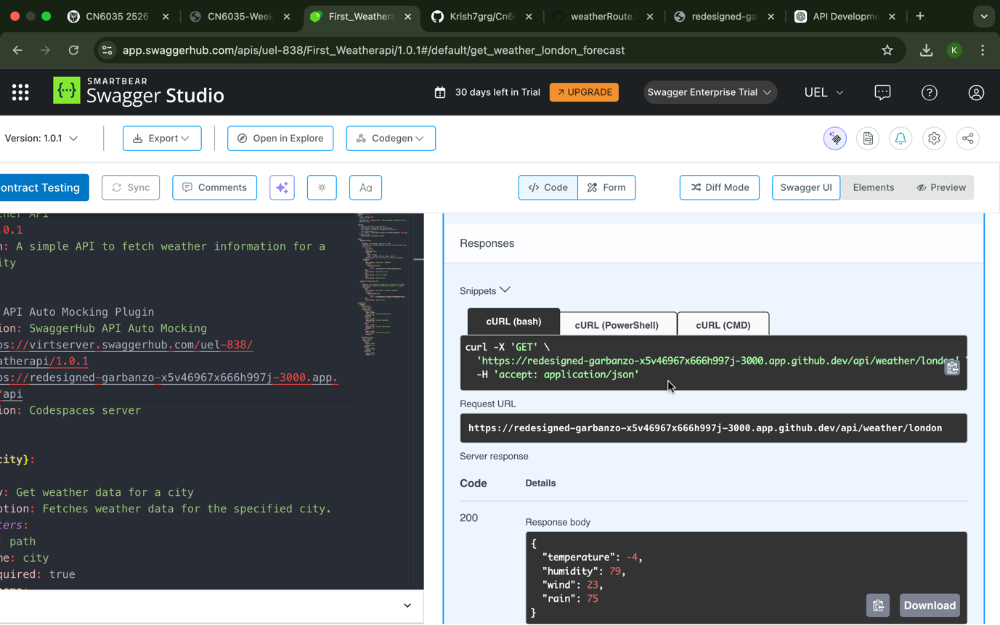 CN6035 2526
CN6035-Week
First_Weathera
Krish7grg/Cn6
weatherRoute.
redesigned-ga
API Developme
app.swaggerhub.com/apis/uel-838/First_Weatherapi/1.0.1#/default/get_weather_london_forecast
K
SMARTBEAR
Swagger Studio
30 days left in Trial
UPGRADE
Swagger Enterprise Trial
UEL
Version: 1.0.1
Export
Open in Explore
Codegen
ontract Testing
Sync
Comments
Aa
</> Code
Form
Diff Mode
Swagger UI
Elements
Preview
ther API
.0.1
n: A simple API to fetch weather information for a
ity
API Auto Mocking Plugin
ion: SwaggerHub API Auto Mocking
ps://virtserver.swaggerhub.com/uel-838/
atherapi/1.0.1
ps://redesigned-garbanzo-x5v46967x666h997j-3000.app.
/api
ion: Codespaces server
city}:
y: Get weather data for a city
ption: Fetches weather data for the specified city.
ters:
: path
me: city
quired: true
Responses
Snippets
cURL (bash)
cURL (PowerShell)
cURL (CMD)
curl -X 'GET' \
'https://redesigned-garbanzo-x5v46967x666h997j-3000.app.github.dev/api/weather/london' \
-H 'accept: application/json'
Request URL
https://redesigned-garbanzo-x5v46967x666h997j-3000.app.github.dev/api/weather/london
Server response
Code
Details
200
Response body
{
"temperature": -4,
"humidity": 79,
"wind": 23,
"rain": 75
}
Download